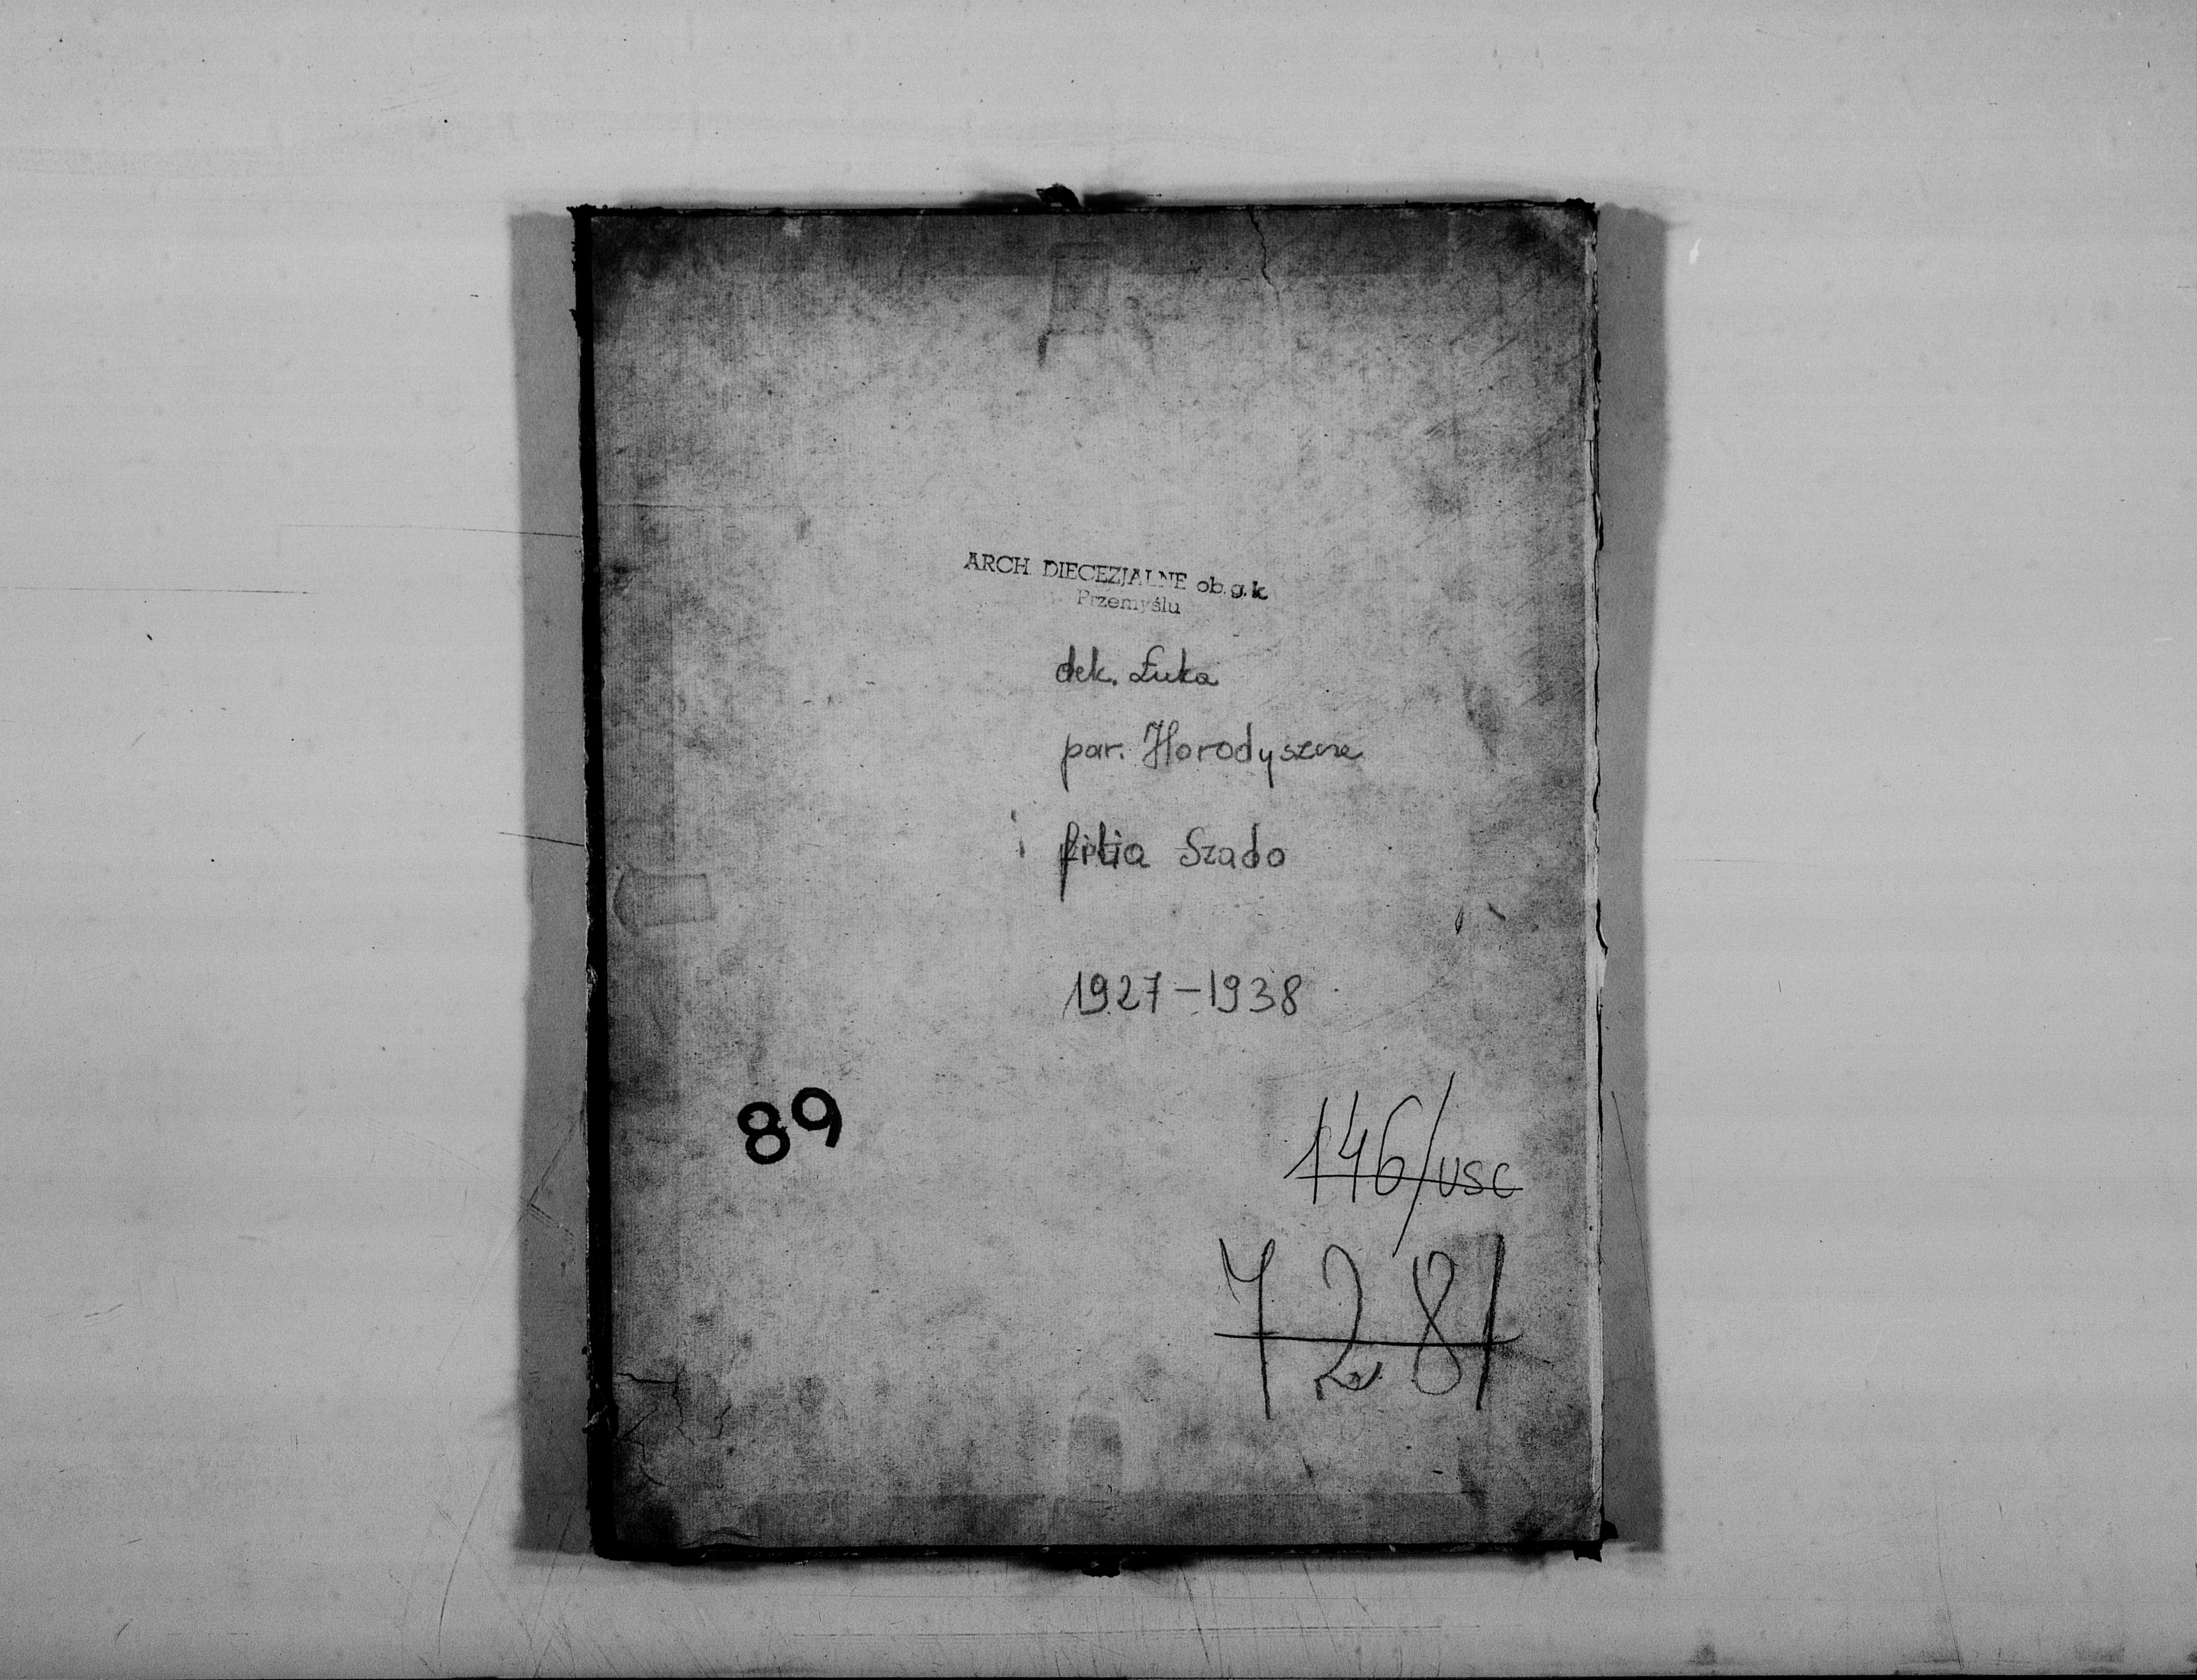 ARCH. DIECEZJALNE ob. g. k
Przemyślu
dek. Łuka
par. Horodyszcze
i filia Szado
1927–1938
89
146/USC
7281